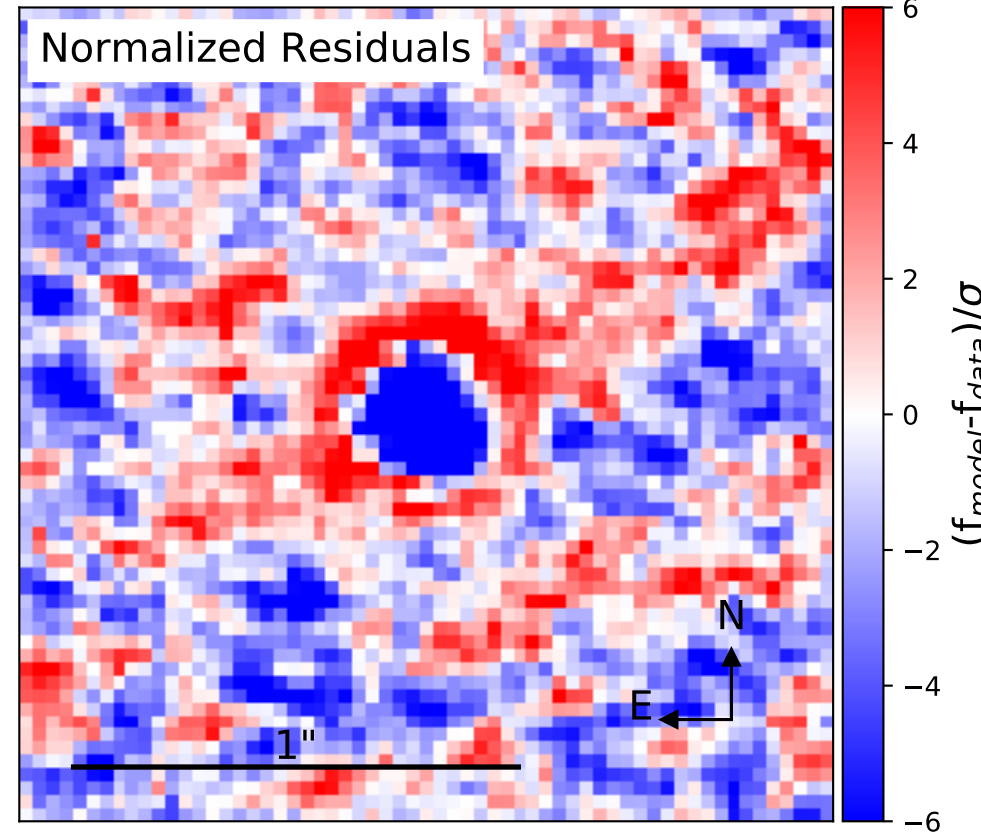 Normalized Residuals
6
4
2
0
−2
−4
−6
(f_model-f_data)/σ
N
E
1"